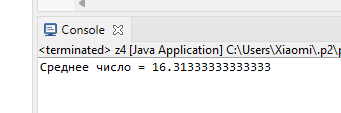 Console
<terminated> z4 [Java Application] C:\Users\Xiaomi\.p2\
Среднее число = 16.31333333333333